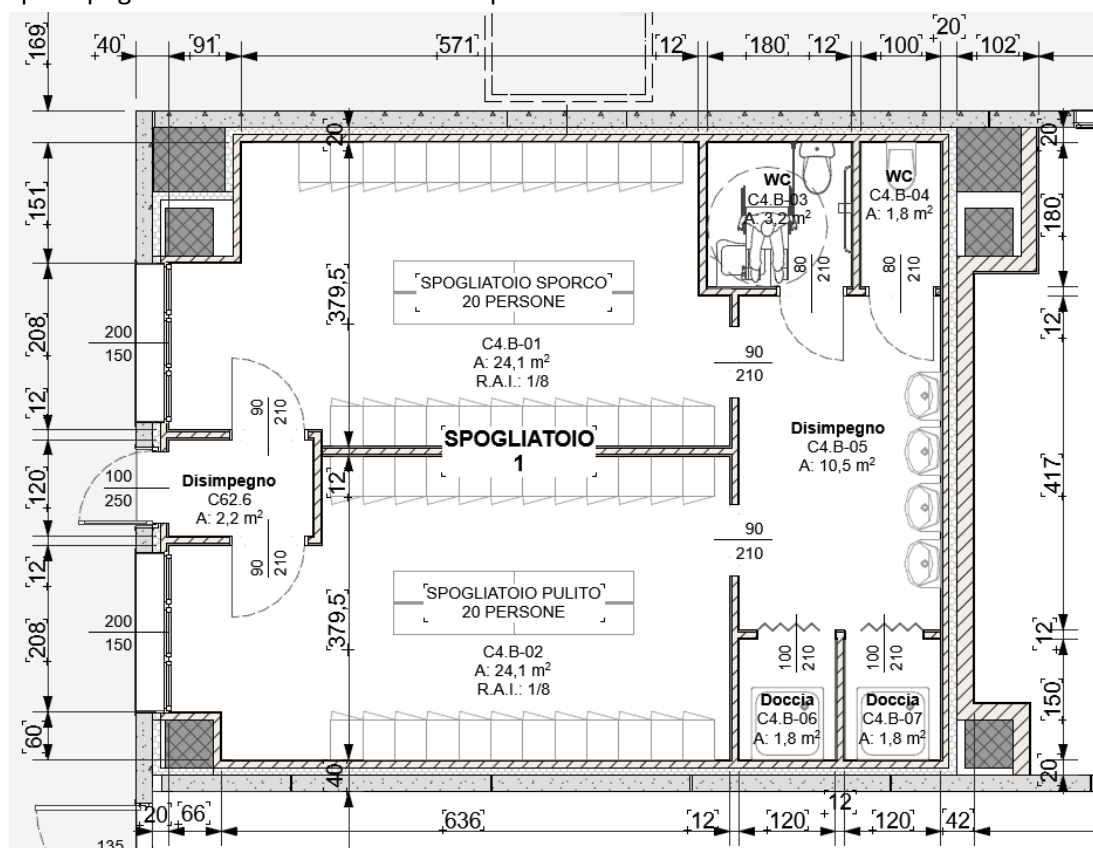 169
40
91
571
12
180
12
100
20
102
151
20
20
180
WC
C4.B-03
A: 3,2 m²
WC
C4.B-04
A: 1,8 m²
80
210
80
210
SPOGLIATOIO SPORCO
20 PERSONE
379,5
C4.B-01
A: 24,1 m²
R.A.I.: 1/8
208
200
150
90
210
12
12
90
210
SPOGLIATOIO
1
Disimpegno
C4.B-05
A: 10,5 m²
417
120
100
250
Disimpegno
C62.6
A: 2,2 m²
12
90
210
90
210
12
SPOGLIATOIO PULITO
20 PERSONE
379,5
C4.B-02
A: 24,1 m²
R.A.I.: 1/8
208
200
150
12
100
210
100
210
Doccia
C4.B-06
A: 1,8 m²
Doccia
C4.B-07
A: 1,8 m²
150
60
40
20
20
66
636
12
120
12
120
42
135